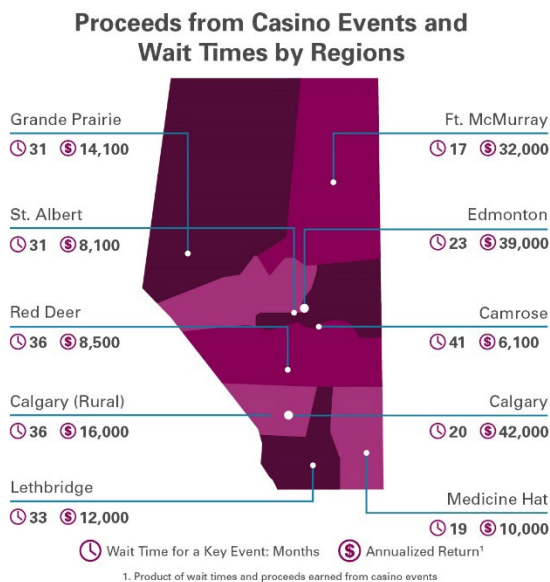 Proceeds from Casino Events and
Wait Times by Regions
Grande Prairie
31 $ 14,100
Ft. McMurray
17 $ 32,000
St. Albert
31 $ 8,100
Edmonton
23 $ 39,000
Red Deer
36 $ 8,500
Camrose
41 $ 6,100
Calgary (Rural)
36 $ 16,000
Calgary
20 $ 42,000
Lethbridge
33 $ 12,000
Medicine Hat
19 $ 10,000
Wait Time for a Key Event: Months $ Annualized Return¹
1. Product of wait times and proceeds earned from casino events